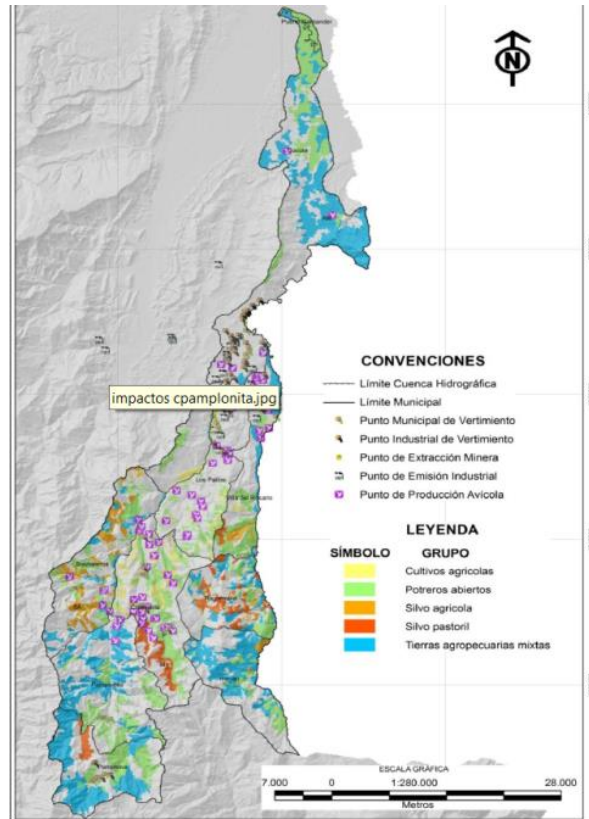 N
impactos cpamplonita.jpg
Los Patios
CONVENCIONES
Límite Cuenca Hidrográfica
Límite Municipal
Punto Municipal de Vertimiento
Punto Industrial de Vertimiento
Punto de Extracción Minera
Punto de Emisión Industrial
Punto de Producción Avícola
LEYENDA
SÍMBOLO GRUPO
Cultivos agricolas
Potreros abiertos
Silvo agricola
Silvo pastoril
Tierras agropecuarias mixtas
ESCALA GRÁFICA
7.000 0 1:280.000 28.000
Metros